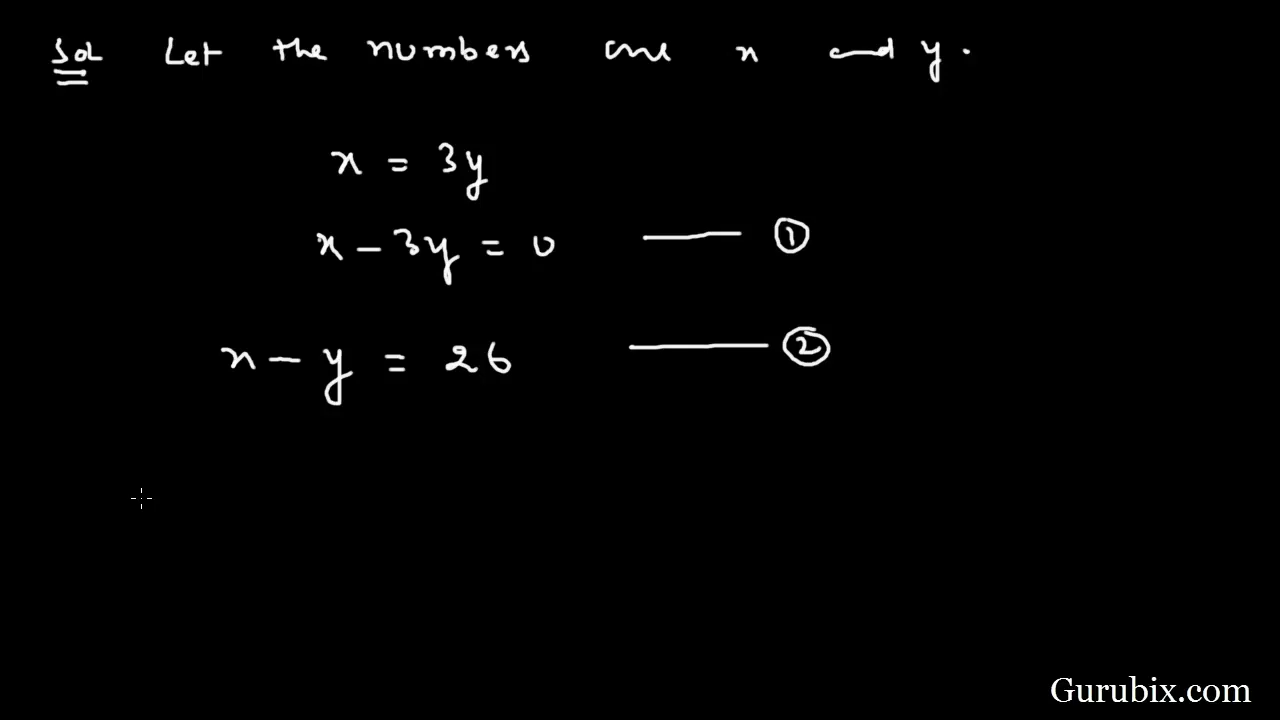 Sol Let the numbers are x and y.
x = 3y
x - 3y = 0 —— ①
x - y = 26 —— ②
Gurubix.com